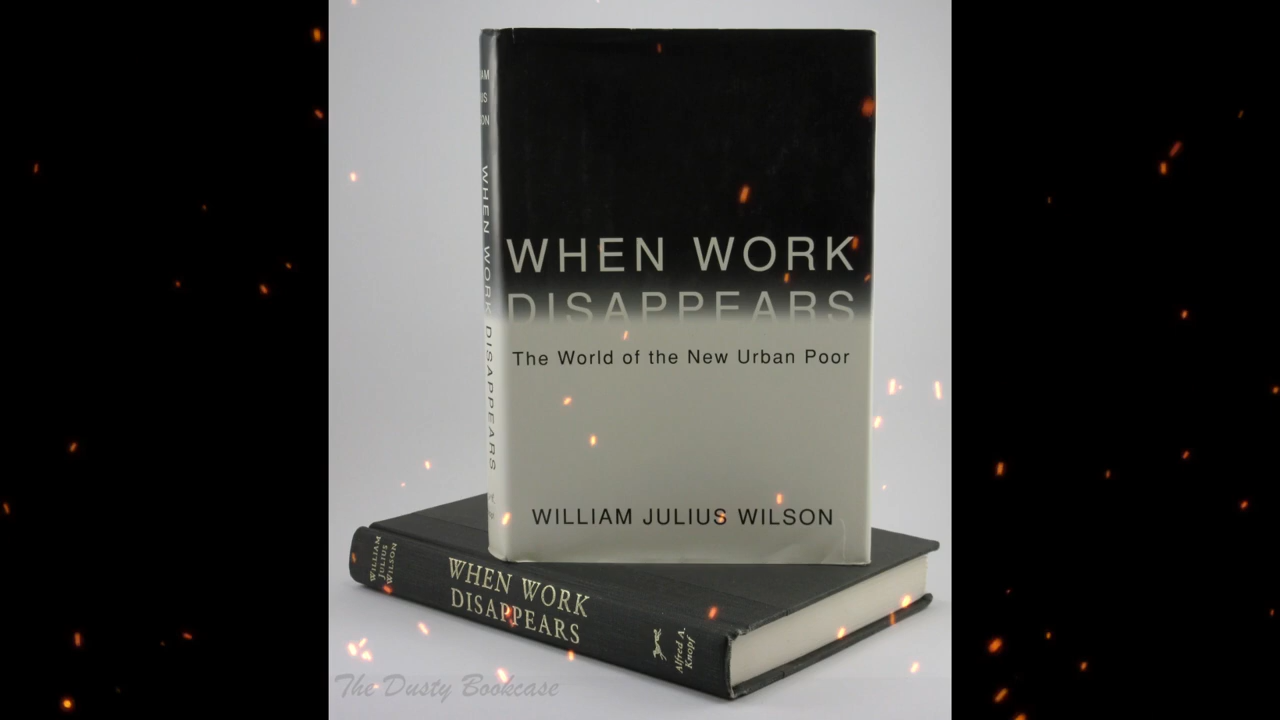 WHEN WORK
DISAPPEARS
The World of the New Urban Poor
WILLIAM JULIUS WILSON
WHEN WORK DISAPPEARS
WILLIAM
JULIUS
WILSON
WHEN WORK
DISAPPEARS
Alfred A.
Knopf
The Dusty Bookcase